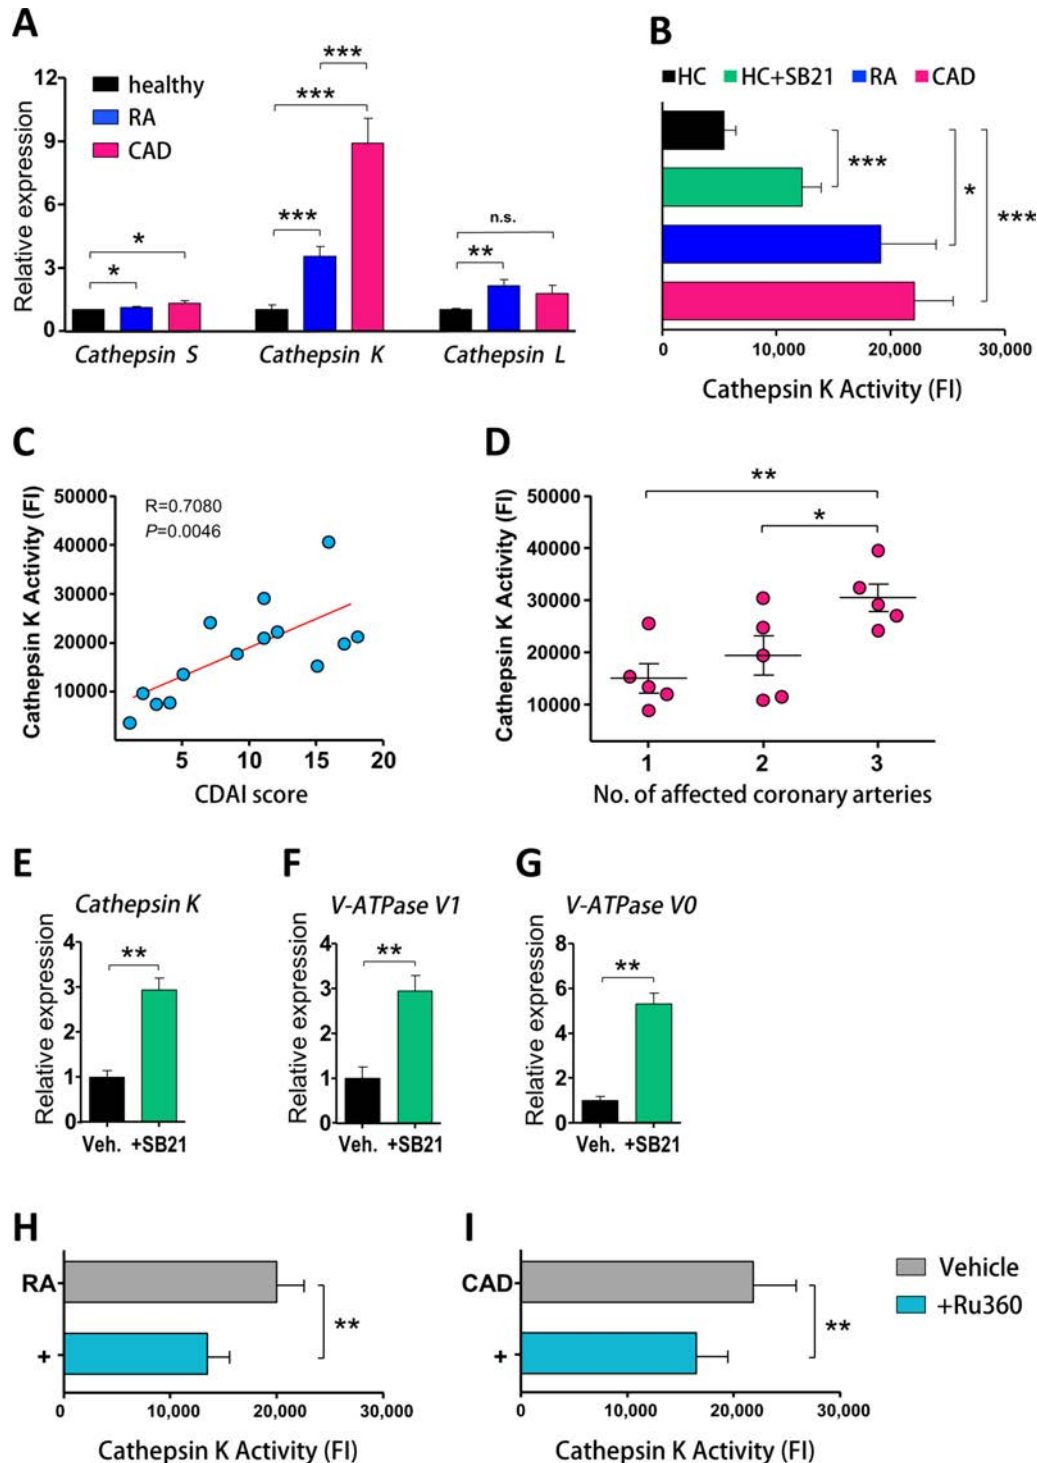 A
healthy
RA
CAD
Relative expression
12
9
6
3
0
*
*
***
***
***
**
n.s.
Cathepsin S
Cathepsin K
Cathepsin L
B
HC
HC+SB21
RA
CAD
***
*
***
0
10,000
20,000
30,000
Cathepsin K Activity (FI)
C
Cathepsin K Activity (FI)
50000
40000
30000
20000
10000
R=0.7080
P=0.0046
5
10
15
20
CDAI score
D
Cathepsin K Activity (FI)
50000
40000
30000
20000
10000
**
*
1
2
3
No. of affected coronary arteries
E
Cathepsin K
Relative expression
4
3
2
1
0
**
Veh. +SB21
F
V-ATPase V1
Relative expression
4
3
2
1
0
**
Veh. +SB21
G
V-ATPase V0
Relative expression
8
6
4
2
0
**
Veh. +SB21
H
RA
+
**
0
10,000
20,000
30,000
Cathepsin K Activity (FI)
I
CAD
+
**
0
10,000
20,000
30,000
Cathepsin K Activity (FI)
Vehicle
+Ru360